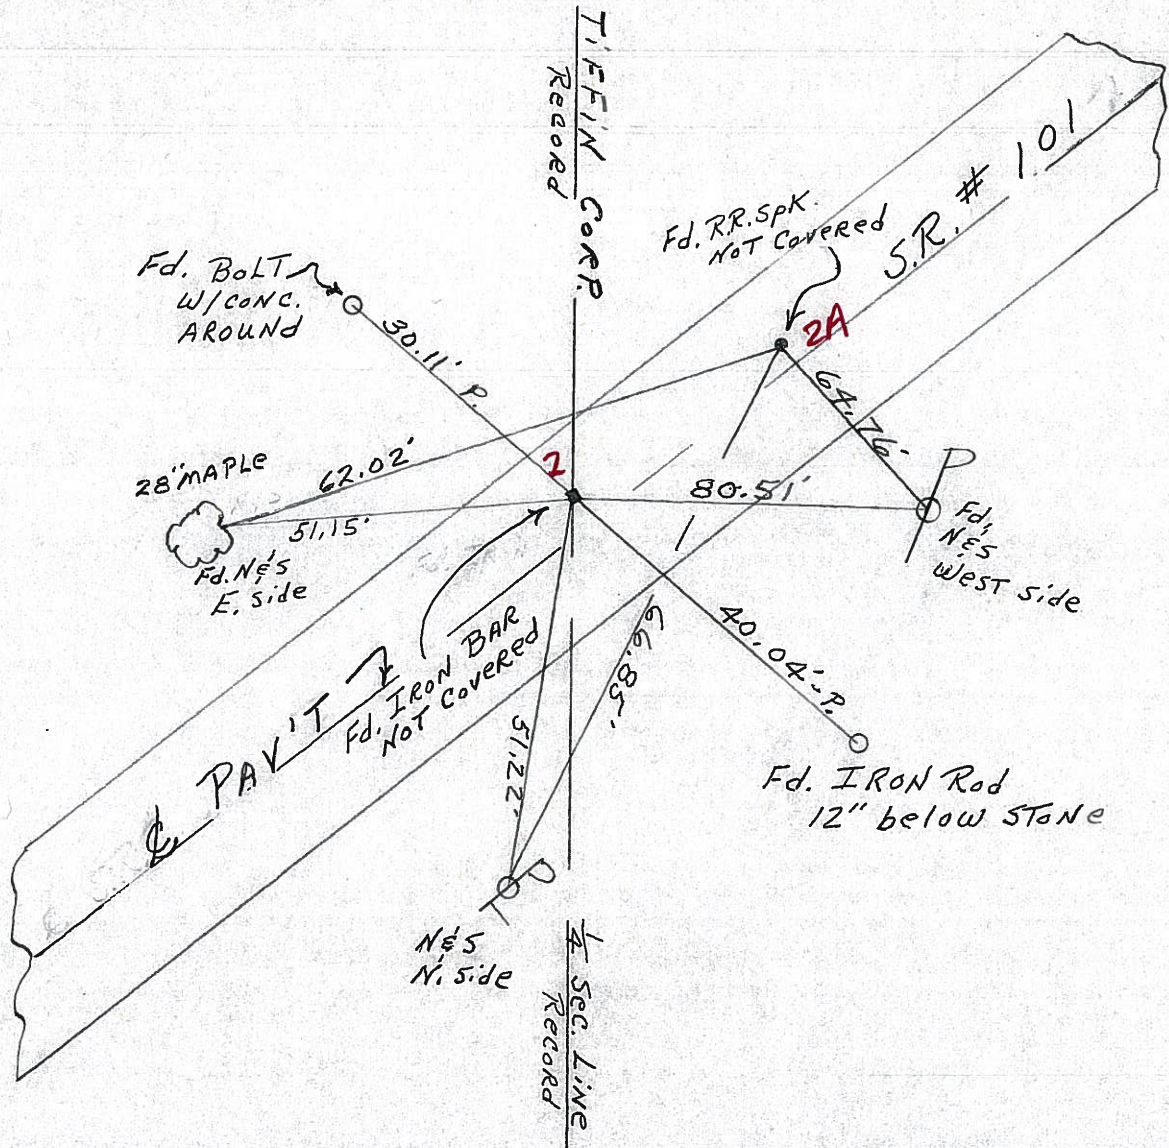 TIFFIN CORP.
RECORD
Fd. R.R. SPK.
NOT Covered
S.R. # 101
Fd. BOLT
W/CONC.
AROUND
30.11' P.
2A
64.76'
28" MAPLE
62.02'
2
80.51'
P
51.15'
Fd. N&S
E. side
Fd.
N&S
WEST side
Fd. IRON BAR
NOT COVERED
℄ PAV'T
66.85'
40.04'-P.
51.22'
Fd. IRON Rod
12" below STONE
P
N&S
N. side
1/4 Sec. LINE
RECORD